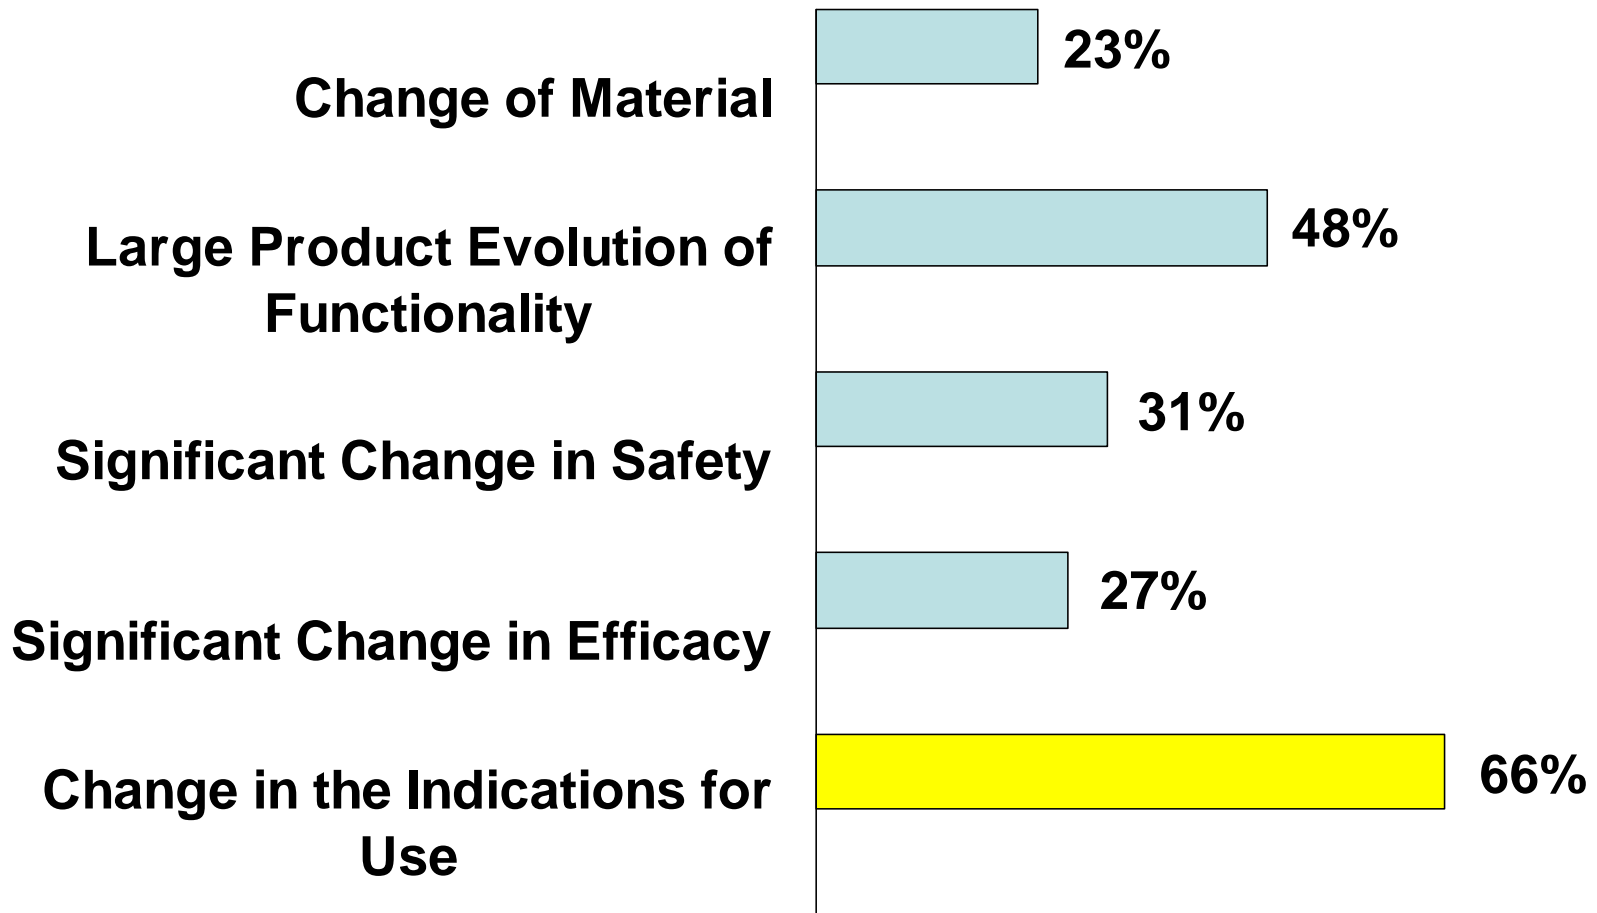 23%
Change of Material
48%
Large Product Evolution of
Functionality
31%
Significant Change in Safety
27%
Significant Change in Efficacy
66%
Change in the Indications for
Use